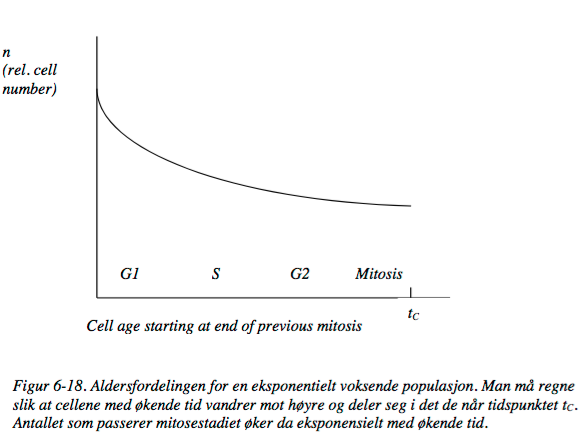 n
(rel. cell
number)
G1 S G2 Mitosis
tC
Cell age starting at end of previous mitosis
Figur 6-18. Aldersfordelingen for en eksponentielt voksende populasjon. Man må regne
slik at cellene med økende tid vandrer mot høyre og deler seg i det de når tidspunktet tC.
Antallet som passerer mitosestadiet øker da eksponensielt med økende tid.